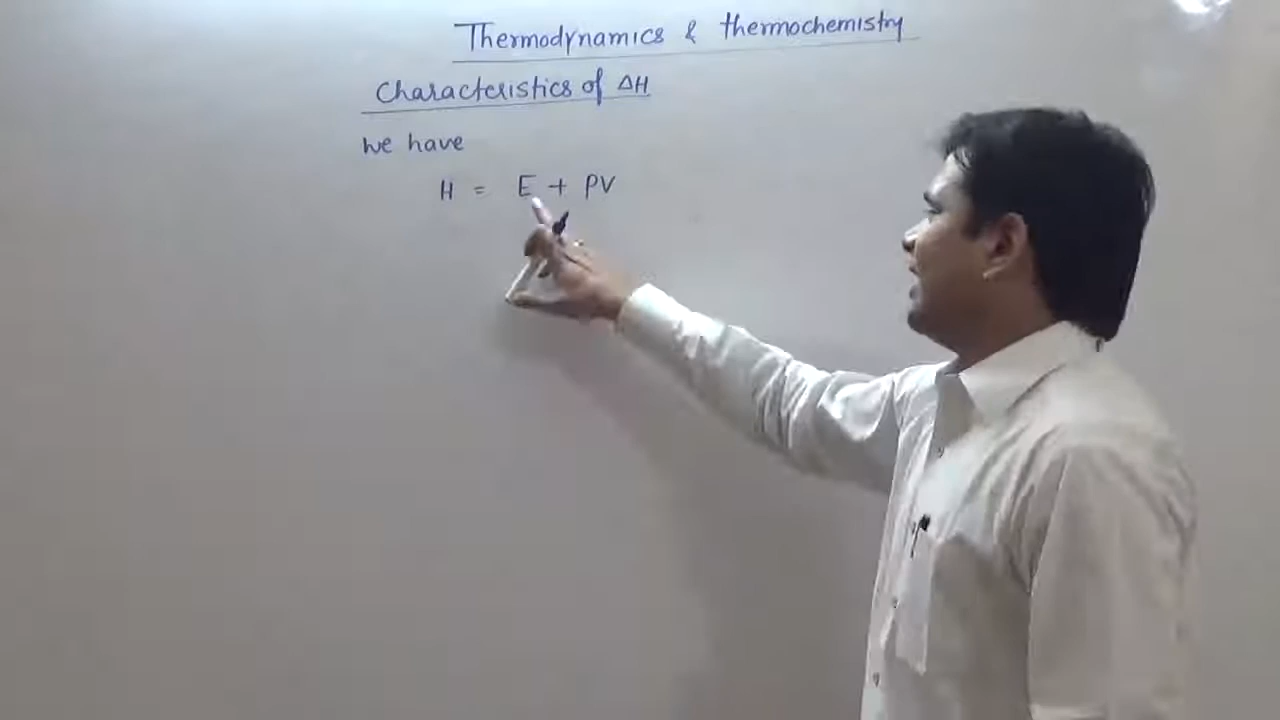 Thermodynamics & thermochemistry
Characteristics of ΔH
we have
H = E + PV